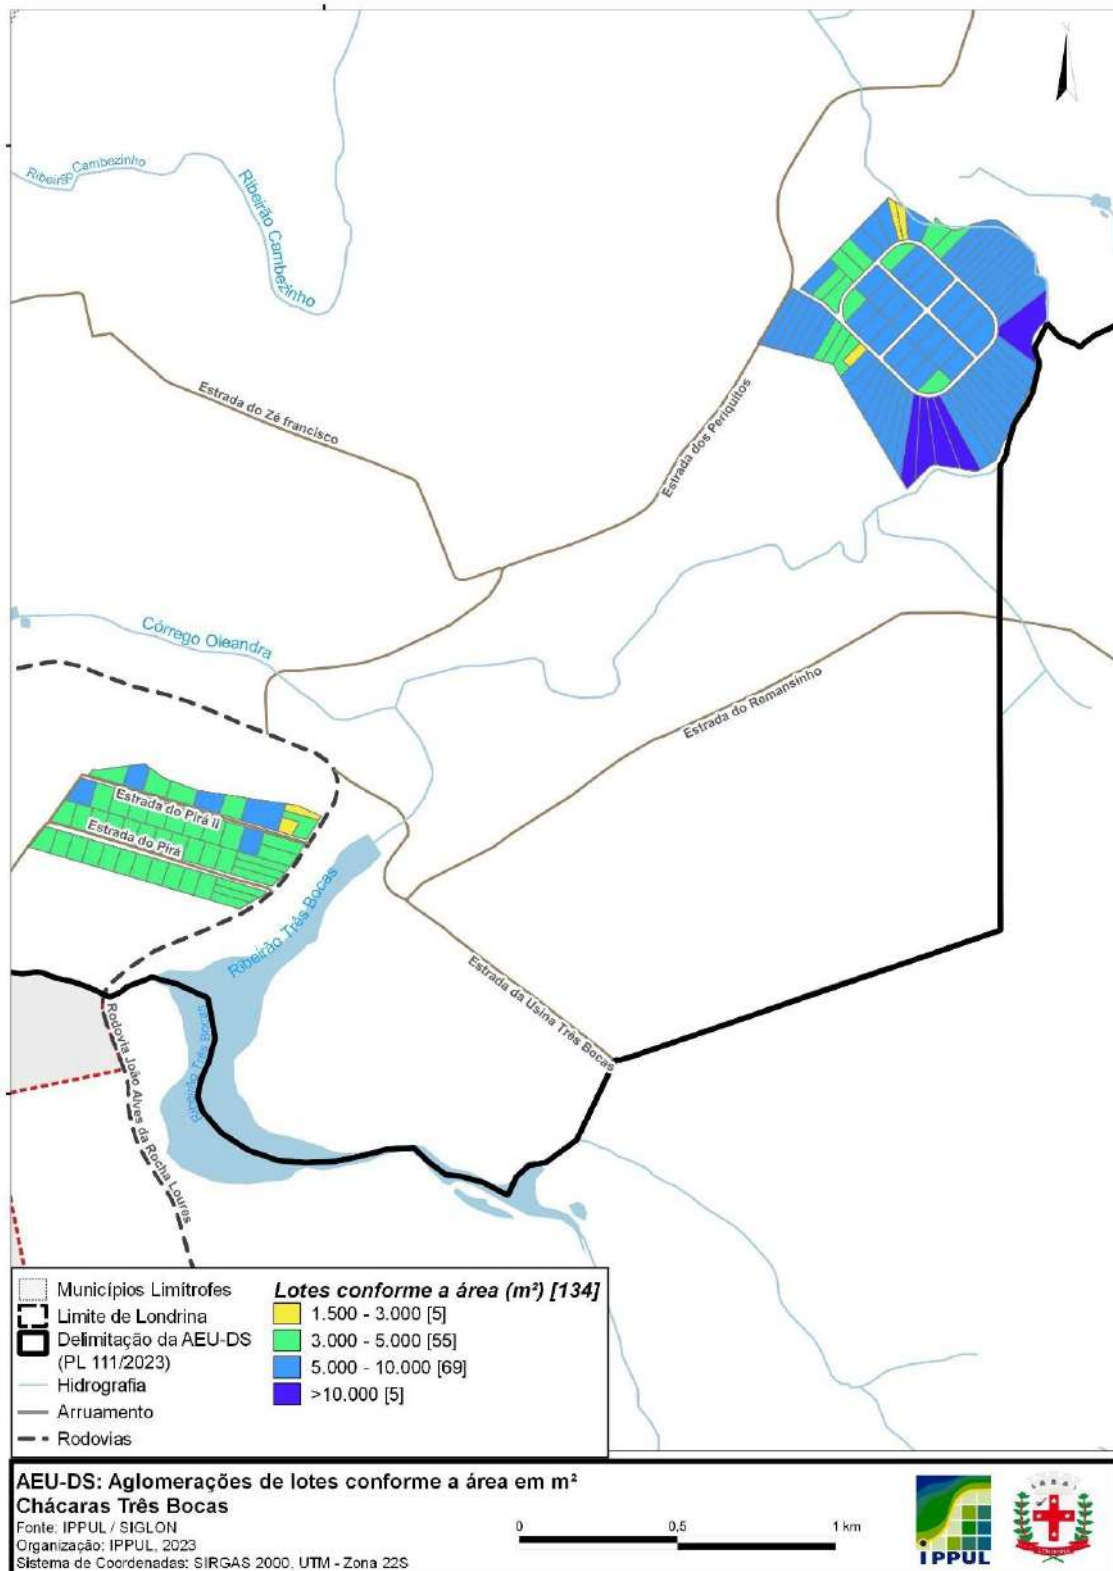 Ribeirão Cambezinho
Ribeirão Cambezinho
Estrada do Zé francisco
Estrada dos Periquitos
Córrego Oleandra
Estrada do Remansinho
Estrada do Pirá II
Estrada do Pirá
Ribeirão Três Bocas
Estrada da Usina Três Bocas
Ribeirão Três Bocas
Rodovia João Alves da Rocha Loures
Municípios Limítrofes
Limite de Londrina
Delimitação da AEU-DS
(PL 111/2023)
Hidrografia
Arruamento
Rodovias
Lotes conforme a área (m²) [134]
1.500 - 3.000 [5]
3.000 - 5.000 [55]
5.000 - 10.000 [69]
>10.000 [5]
AEU-DS: Aglomerações de lotes conforme a área em m²
Chácaras Três Bocas
Fonte: IPPUL / SIGLON
Organização: IPPUL, 2023
Sistema de Coordenadas: SIRGAS 2000, UTM - Zona 22S
0 0,5 1 km
IPPUL
LONDRINA